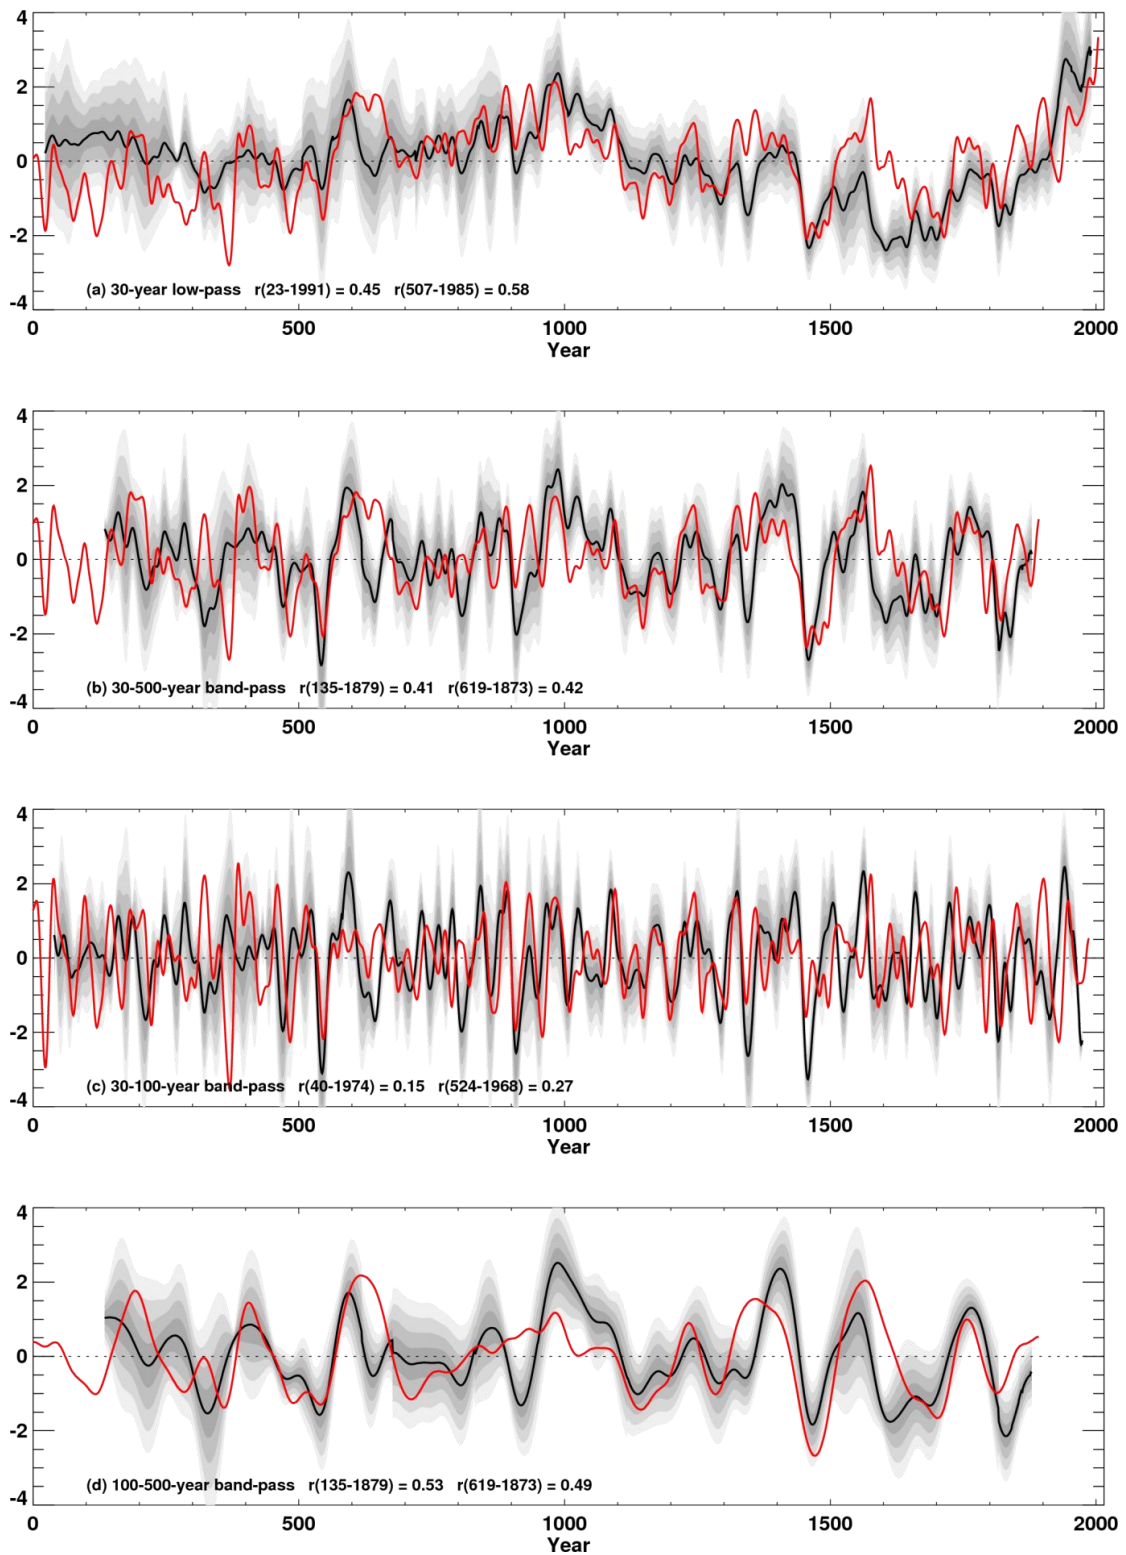 4
2
0
-2
-4
(a) 30-year low-pass r(23-1991) = 0.45 r(507-1985) = 0.58
0 500 1000 1500 2000
Year
4
2
0
-2
-4
(b) 30-500-year band-pass r(135-1879) = 0.41 r(619-1873) = 0.42
0 500 1000 1500 2000
Year
4
2
0
-2
-4
(c) 30-100-year band-pass r(40-1974) = 0.15 r(524-1968) = 0.27
0 500 1000 1500 2000
Year
4
2
0
-2
-4
(d) 100-500-year band-pass r(135-1879) = 0.53 r(619-1873) = 0.49
0 500 1000 1500 2000
Year